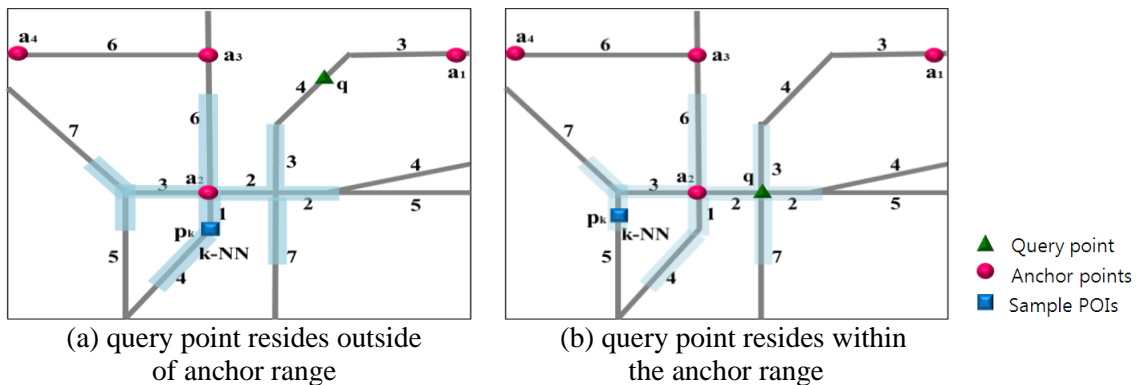 a4
6
a3
3
a1
4
q
7
6
3
3
a2
2
4
2
5
1
pk
k-NN
5
4
7
a4
6
a3
3
a1
4
7
6
3
3
a2
q
4
2
2
5
1
pk
k-NN
5
4
7
Query point
Anchor points
Sample POIs
(a) query point resides outside
of anchor range
(b) query point resides within
the anchor range